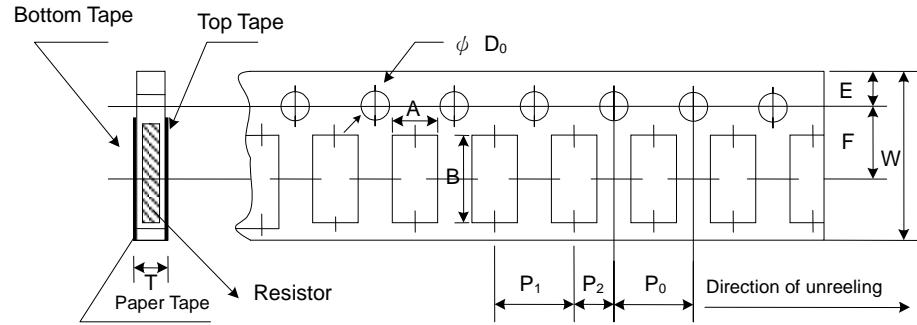 Bottom Tape
Top Tape
ψ D₀
A
E
F
W
B
T
Paper Tape
Resistor
P₁
P₂
P₀
Direction of unreeling